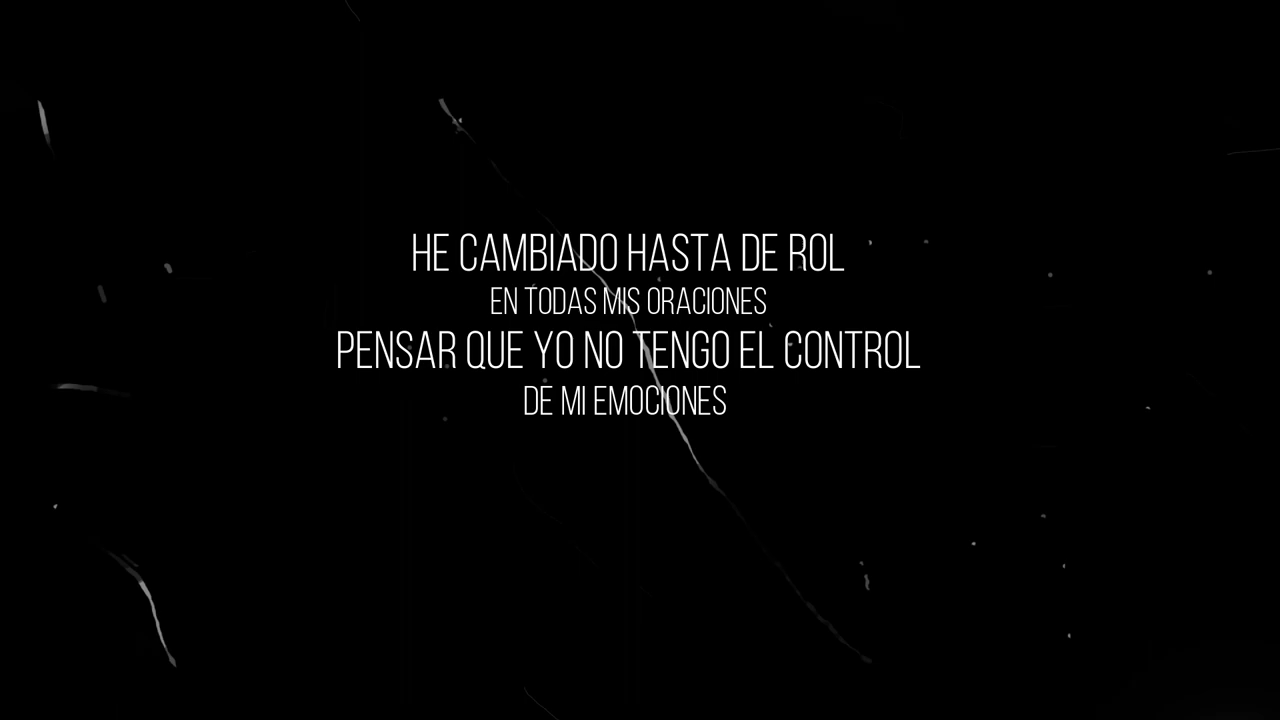 HE CAMBIADO HASTA DE ROL
EN TODAS MIS ORACIONES
PENSAR QUE YO NO TENGO EL CONTROL
DE MI EMOCIONES